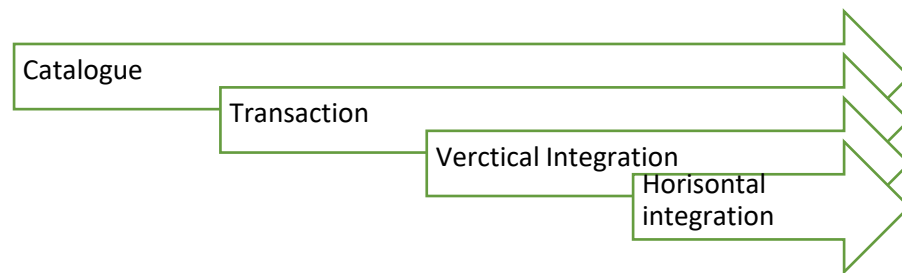 Catalogue
Transaction
Verctical Integration
Horisontal
integration